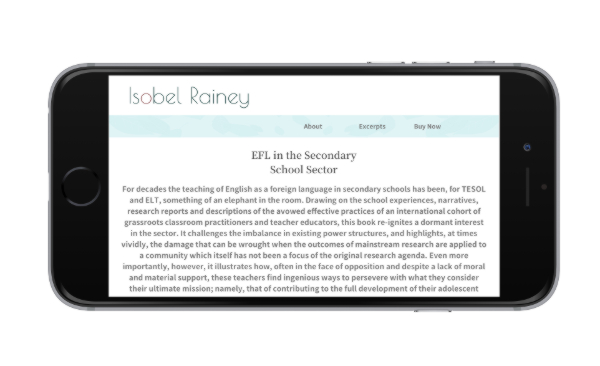 Isobel Rainey
About Excerpts Buy Now
EFL in the Secondary
School Sector
For decades the teaching of English as a foreign language in secondary schools has been, for TESOL
and ELT, something of an elephant in the room. Drawing on the school experiences, narratives,
research reports and descriptions of the avowed effective practices of an international cohort of
grassroots classroom practitioners and teacher educators, this book re-ignites a dormant interest
in the sector. It challenges the imbalance in existing power structures, and highlights, at times
vividly, the damage that can be wrought when the outcomes of mainstream research are applied to
a community which itself has not been a focus of the original research agenda. Even more
importantly, however, it illustrates how, often in the face of opposition and despite a lack of moral
and material support, these teachers find ingenious ways to persevere with what they consider
their ultimate mission; namely, that of contributing to the full development of their adolescent